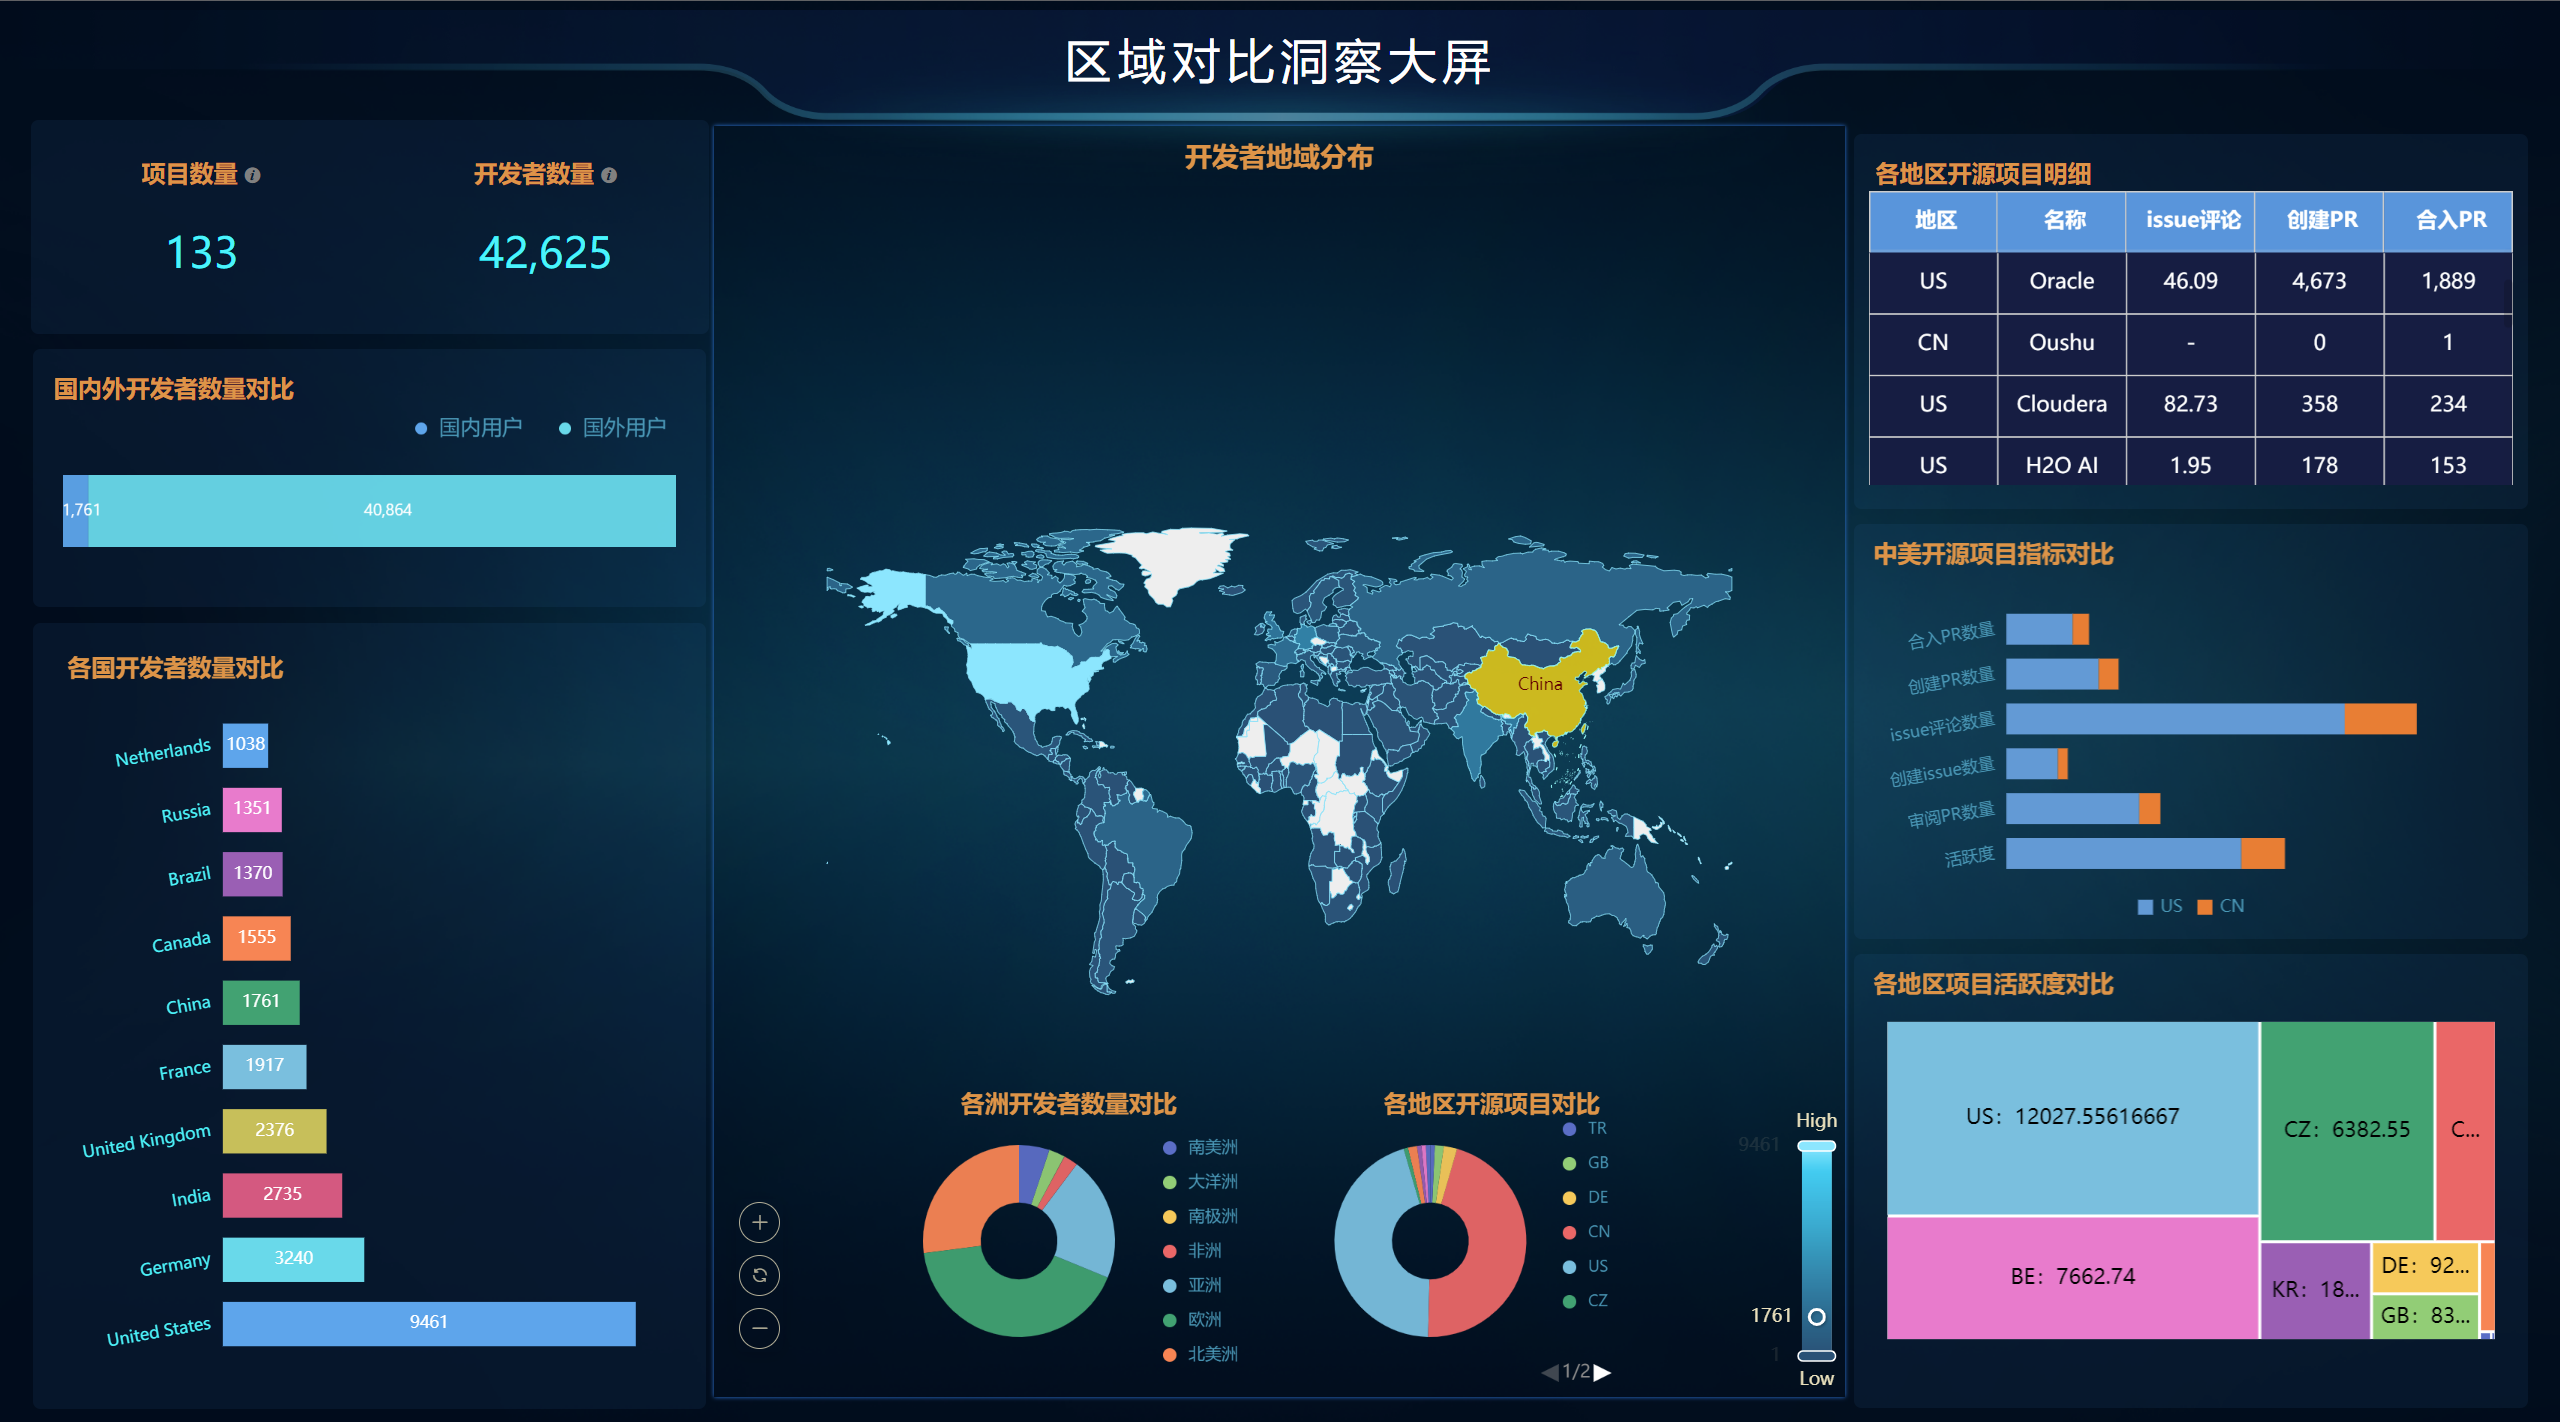 区域对比洞察大屏
项目数量
开发者数量
133
42,625
国内外开发者数量对比
国内用户
国外用户
1,761
40,864
各国开发者数量对比
Netherlands 1038
Russia 1351
Brazil 1370
Canada 1555
China 1761
France 1917
United Kingdom 2376
India 2735
Germany 3240
United States 9461
开发者地域分布
China
各洲开发者数量对比
南美洲
大洋洲
南极洲
非洲
亚洲
欧洲
北美洲
各地区开源项目对比
TR
GB
DE
CN
US
CZ
1/2
High
9461
1761
1
Low
各地区开源项目明细
地区 名称 issue评论 创建PR 合入PR
US Oracle 46.09 4,673 1,889
CN Oushu - 0 1
US Cloudera 82.73 358 234
US H2O AI 1.95 178 153
中美开源项目指标对比
合入PR数量
创建PR数量
issue评论数量
创建issue数量
审阅PR数量
活跃度
US CN
各地区项目活跃度对比
US: 12027.55616667
CZ: 6382.55
C...
BE: 7662.74
KR: 18...
DE: 92...
GB: 83...